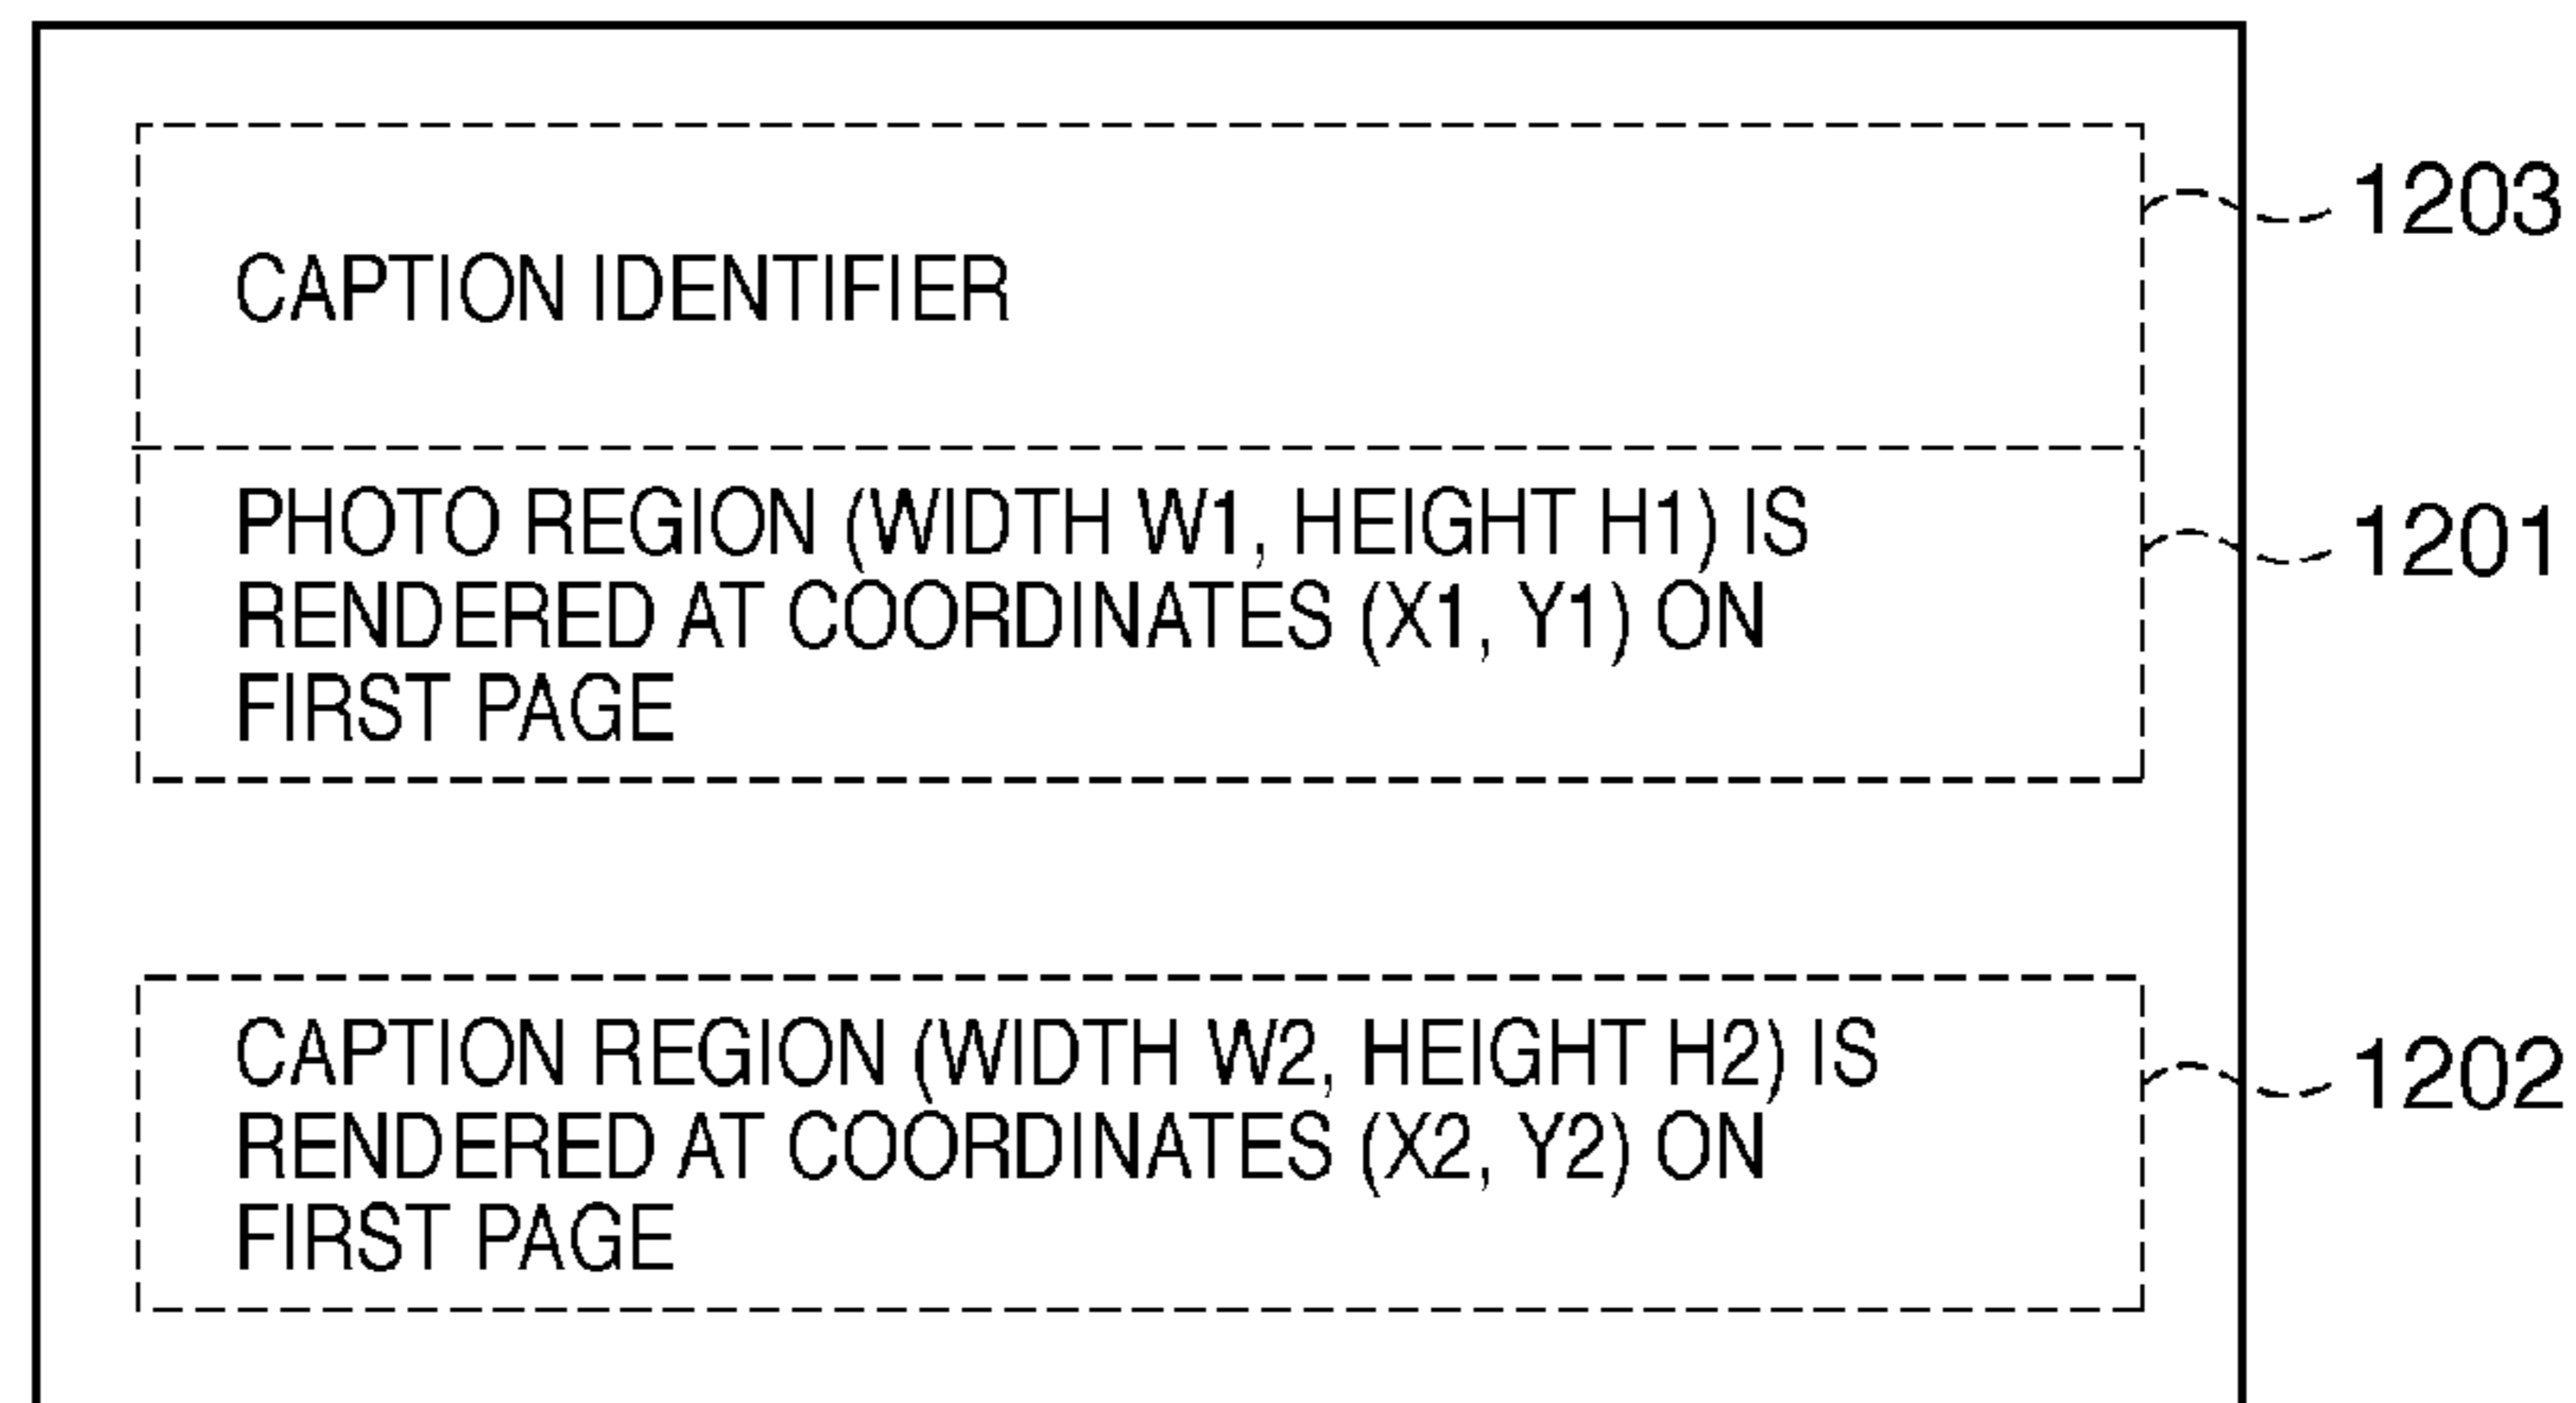 1203
CAPTION IDENTIFIER
PHOTO REGION (WIDTH W1, HEIGHT H1) IS
1201
RENDERED AT COORDINATES (X1, Y1) ON
FIRST PAGE
CAPTION REGION (WIDTH W2, HEIGHT H2) IS
1202
RENDERED AT COORDINATES (X2, Y2) ON
FIRST PAGE